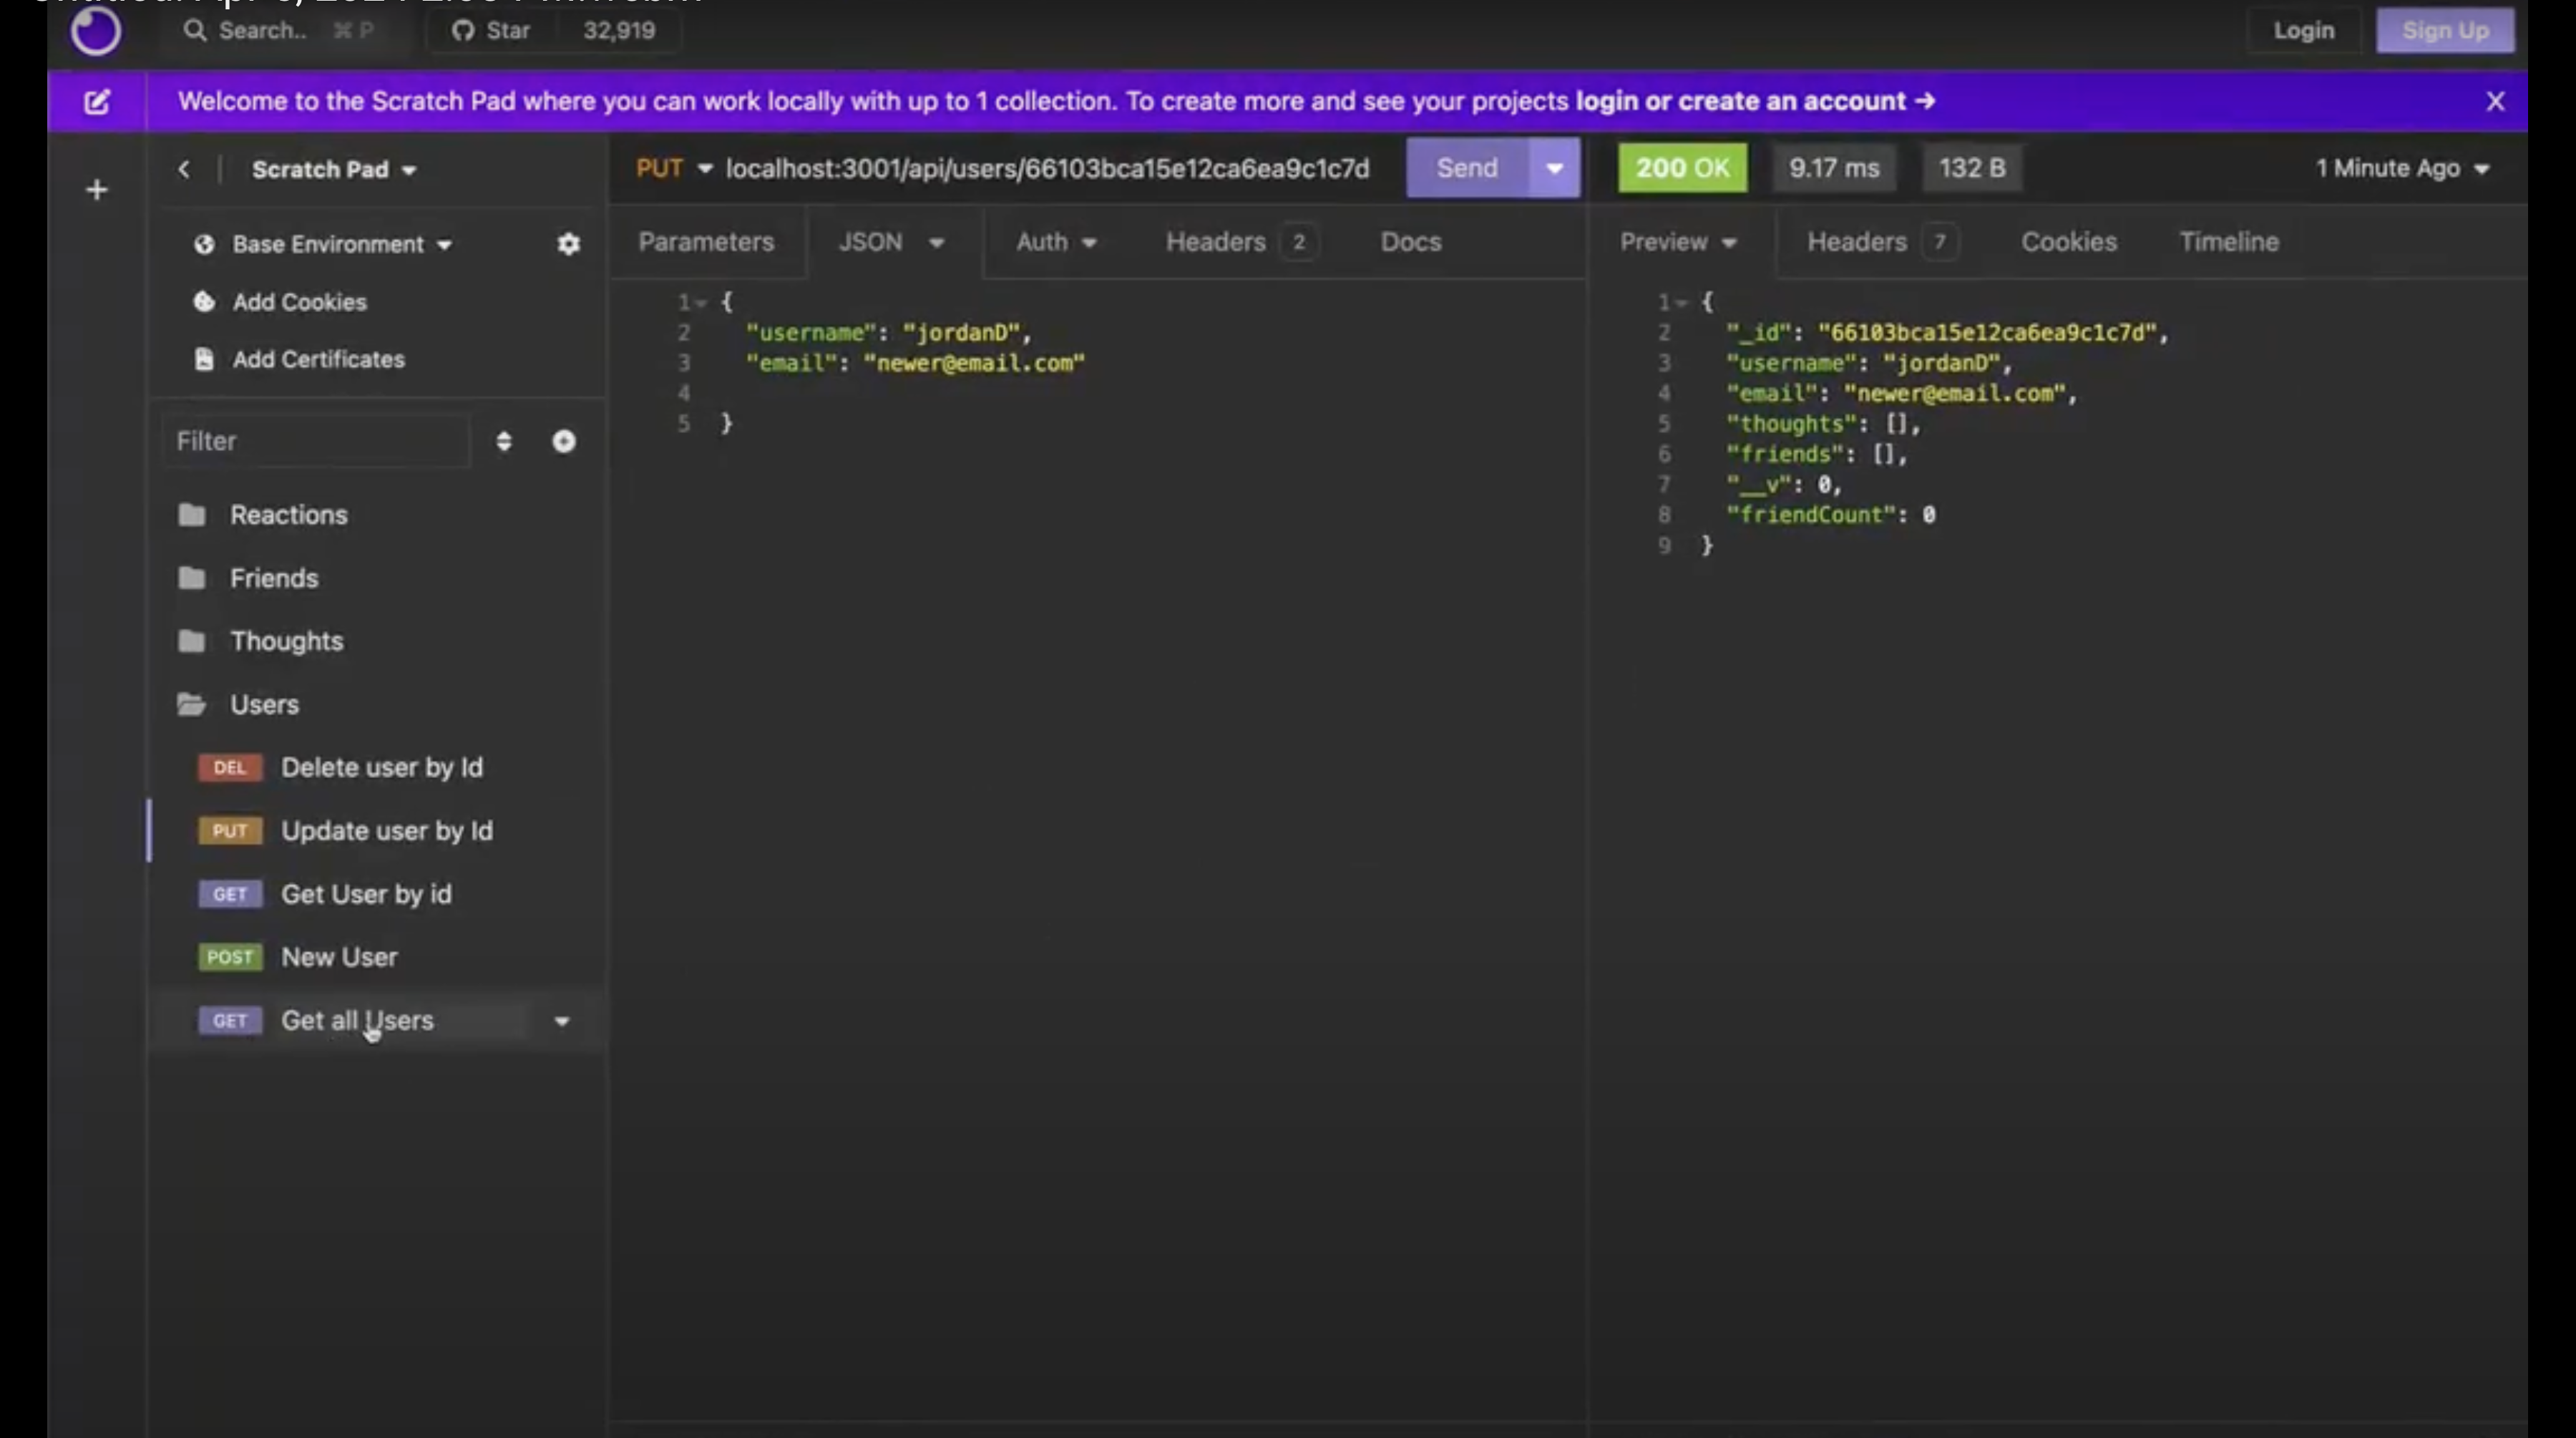 Search.. ⌘ P Star 32,919 Login Sign Up
Welcome to the Scratch Pad where you can work locally with up to 1 collection. To create more and see your projects login or create an account → X
Scratch Pad
PUT localhost:3001/api/users/66103bca15e12ca6ea9c1c7d Send 200 OK 9.17 ms 132 B 1 Minute Ago
Base Environment
Add Cookies
Add Certificates
Filter
Reactions
Friends
Thoughts
Users
DEL Delete user by Id
PUT Update user by Id
GET Get User by id
POST New User
GET Get all Users
Parameters JSON Auth Headers 2 Docs
1 {
2 "username": "jordanD",
3 "email": "newer@email.com"
4
5 }
Preview Headers 7 Cookies Timeline
1 {
2 "_id": "66103bca15e12ca6ea9c1c7d",
3 "username": "jordanD",
4 "email": "newer@email.com",
5 "thoughts": [],
6 "friends": [],
7 "__v": 0,
8 "friendCount": 0
9 }